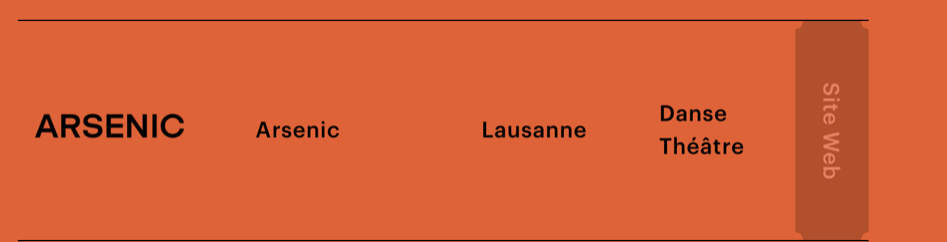 ARSENIC
Arsenic
Lausanne
Danse
Théâtre
Site Web